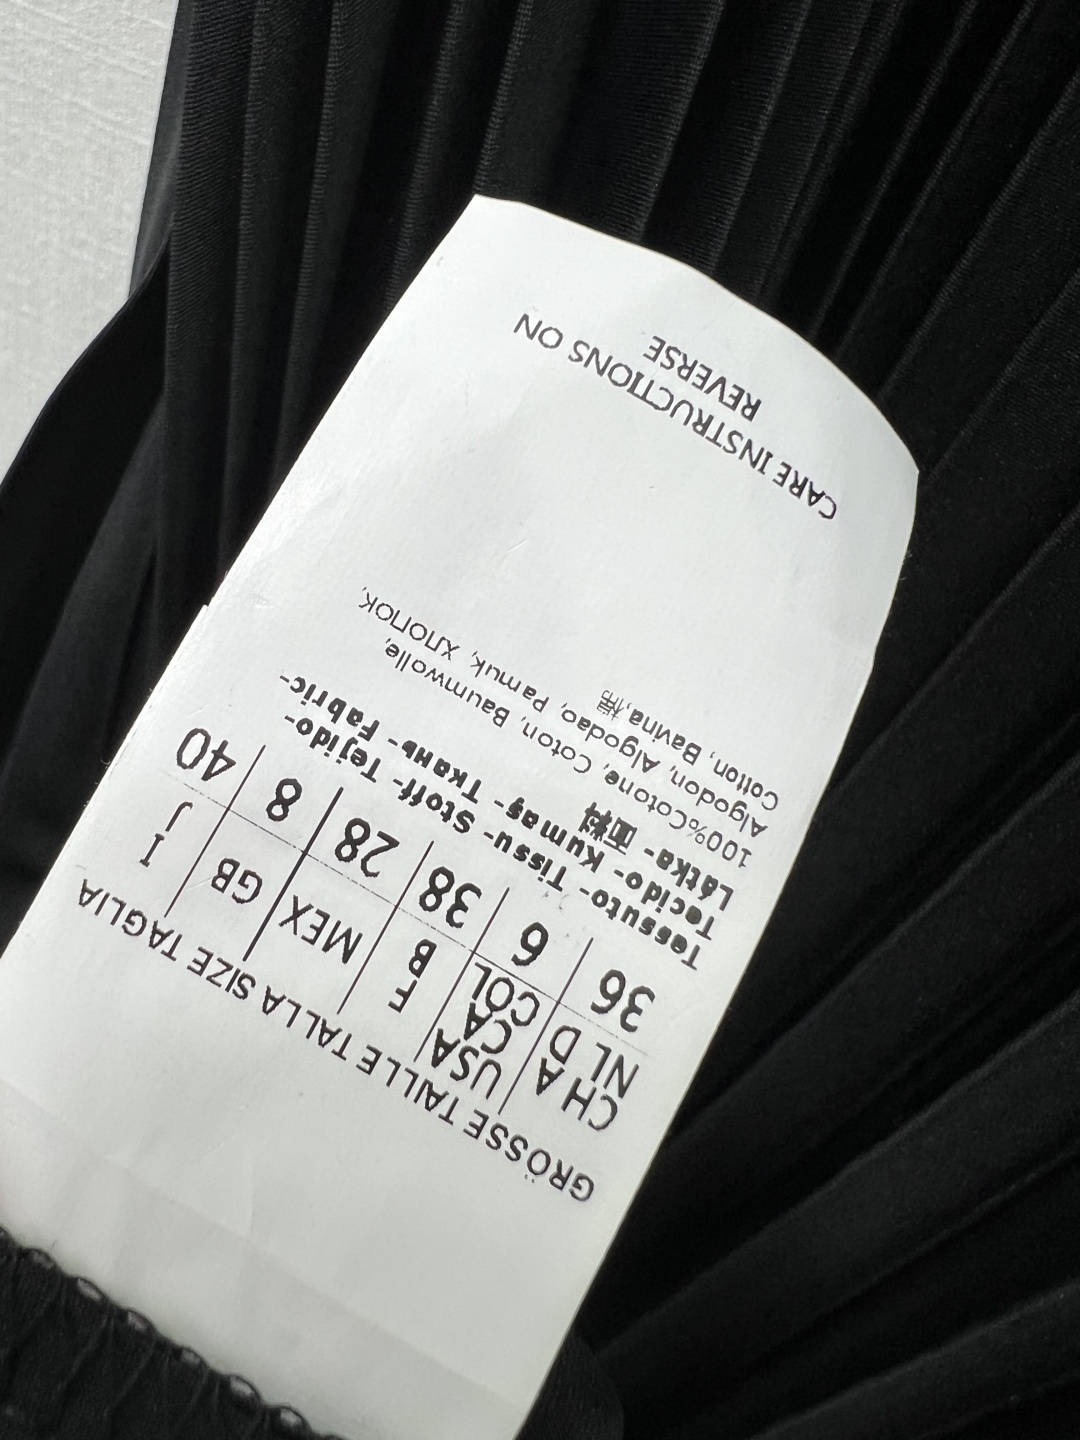 GRÖSSE TAILLE TALLA SIZE TAGLIA
CH A NL D USA CA COL F B MEX GB I J
36 6 38 28 8 40
Tessuto- Tissu- Stoff- Tejido-
Tecido- Kumaş- Ткань- Fabric-
Látka- 面料
100%Cotone, Coton, Baumwolle,
Algodon, Algodao, Pamuk, Хлопок,
Cotton, Bavlna,棉
CARE INSTRUCTIONS ON
REVERSE